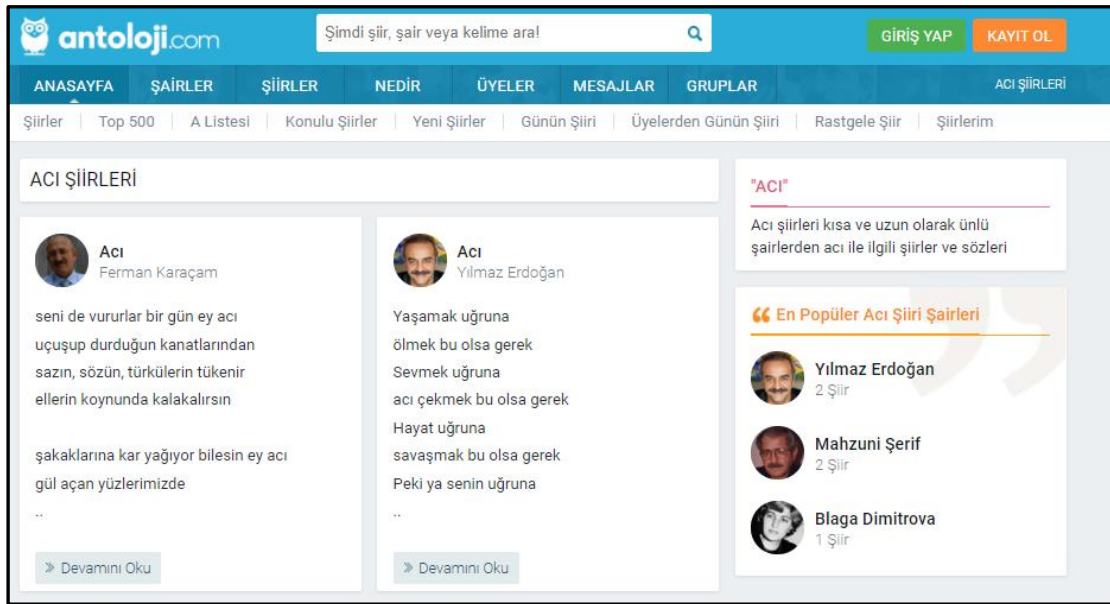 antoloji.com
Şimdi şiir, şair veya kelime ara!
GİRİŞ YAP
KAYIT OL
ANASAYFA ŞAİRLER ŞİİRLER NEDİR ÜYELER MESAJLAR GRUPLAR
ACI ŞİİRLERİ
Şiirler | Top 500 | A Listesi | Konulu Şiirler | Yeni Şiirler | Günün Şiiri | Üyelerden Günün Şiiri | Rastgele Şiir | Şiirlerim
ACI ŞİİRLERİ
Acı
Ferman Karaçam
seni de vururlar bir gün ey acı
uçuşup durduğun kanatlarından
sazın, sözün, türkülerin tükenir
ellerin koynunda kalakalırsın
şakaklarına kar yağıyor bilesin ey acı
gül açan yüzlerimizde
..
» Devamını Oku
Acı
Yılmaz Erdoğan
Yaşamak uğruna
ölmek bu olsa gerek
Sevmek uğruna
acı çekmek bu olsa gerek
Hayat uğruna
savaşmak bu olsa gerek
Peki ya senin uğruna
..
» Devamını Oku
"ACI"
Acı şiirleri kısa ve uzun olarak ünlü
şairlerden acı ile ilgili şiirler ve sözleri
En Popüler Acı Şiiri Şairleri
Yılmaz Erdoğan
2 Şiir
Mahzuni Şerif
2 Şiir
Blaga Dimitrova
1 Şiir